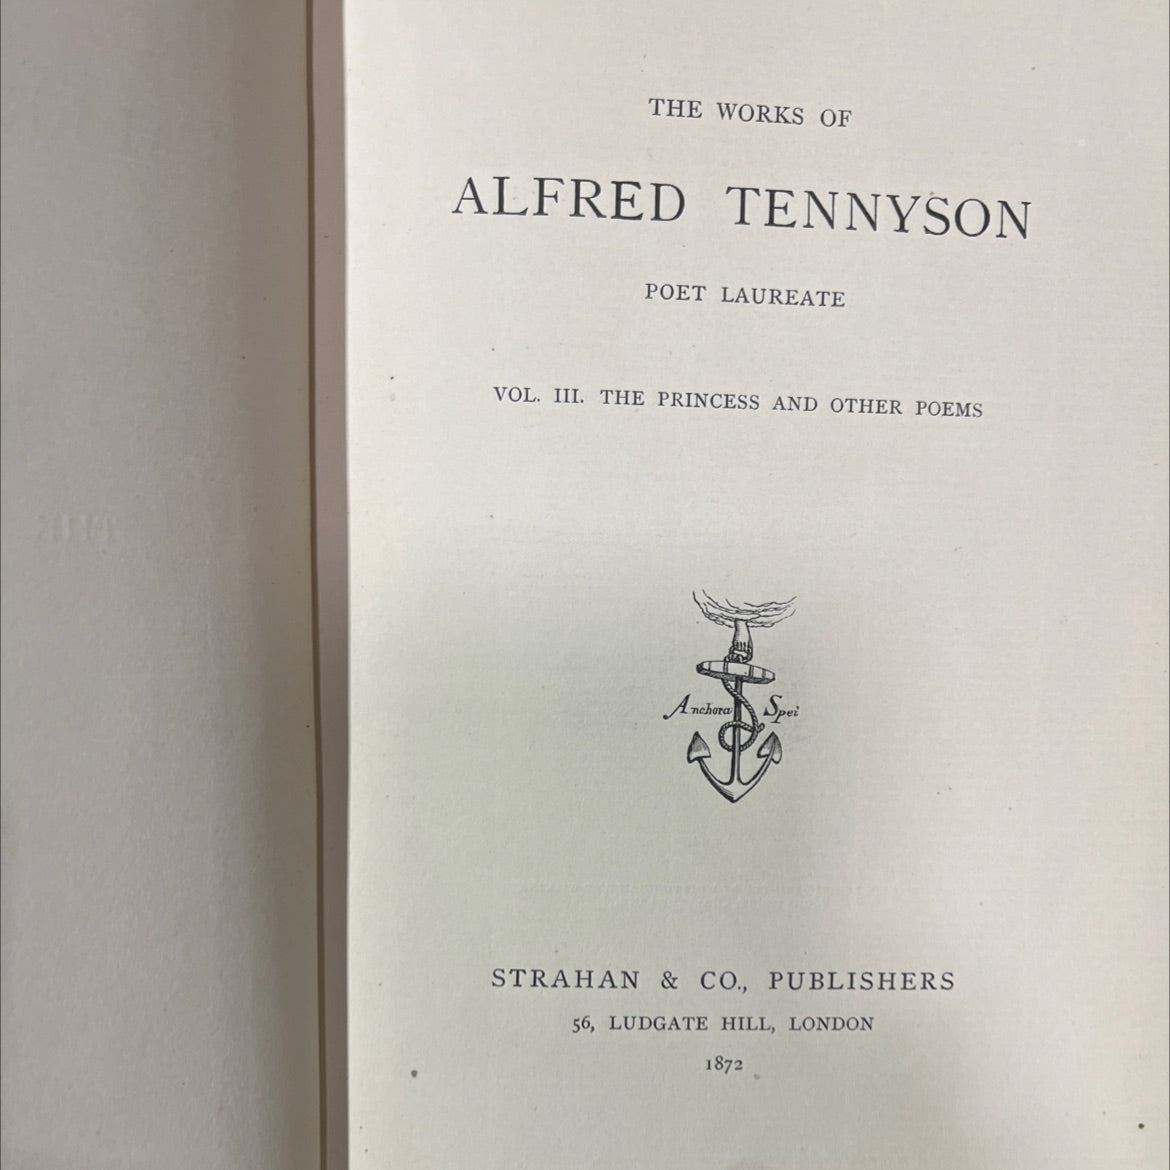 THE WORKS OF
ALFRED TENNYSON
POET LAUREATE
VOL. III. THE PRINCESS AND OTHER POEMS
Anchora Spei
STRAHAN & CO., PUBLISHERS
56, LUDGATE HILL, LONDON
1872